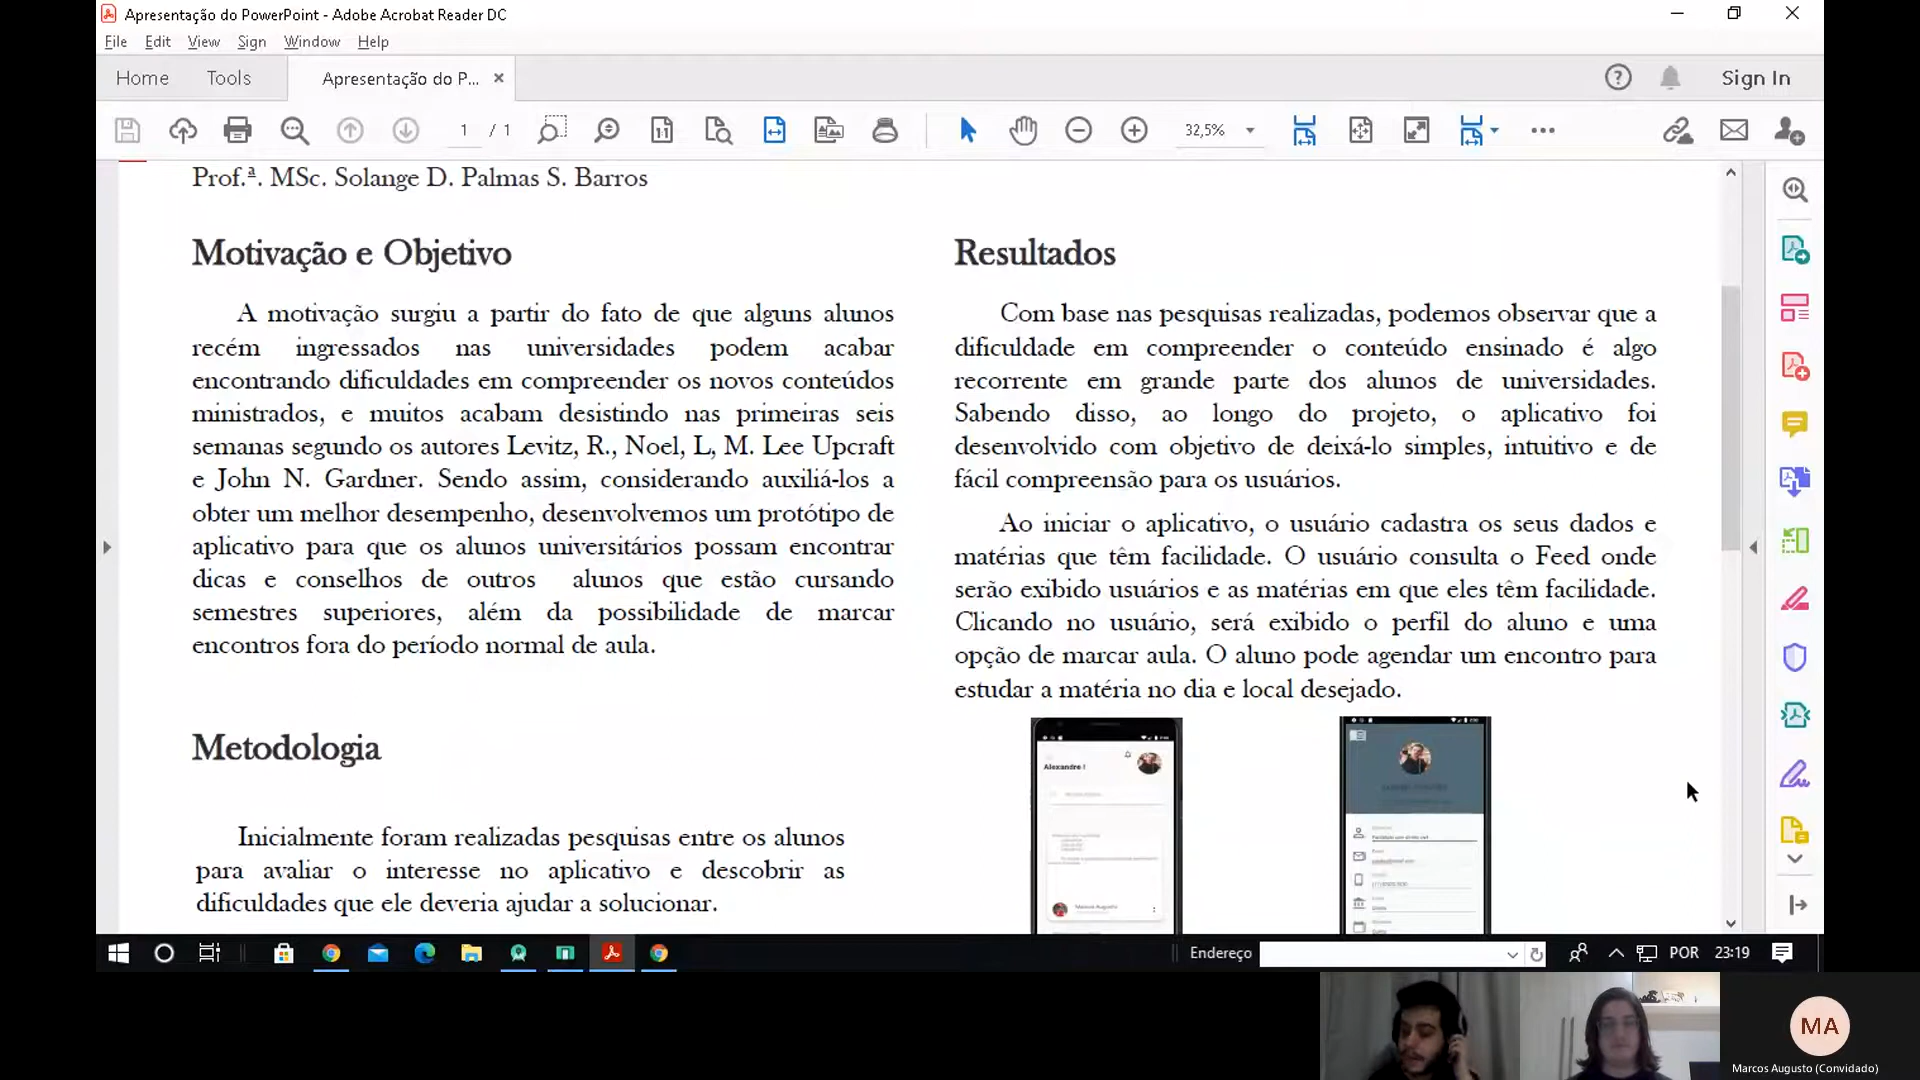 Apresentação do PowerPoint - Adobe Acrobat Reader DC
File Edit View Sign Window Help
Home Tools Apresentação do P... × Sign In
1 / 1 32,5%
Prof.ª. MSc. Solange D. Palmas S. Barros
Motivação e Objetivo
A motivação surgiu a partir do fato de que alguns alunos
recém ingressados nas universidades podem acabar
encontrando dificuldades em compreender os novos conteúdos
ministrados, e muitos acabam desistindo nas primeiras seis
semanas segundo os autores Levitz, R., Noel, L, M. Lee Upcraft
e John N. Gardner. Sendo assim, considerando auxiliá-los a
obter um melhor desempenho, desenvolvemos um protótipo de
aplicativo para que os alunos universitários possam encontrar
dicas e conselhos de outros alunos que estão cursando
semestres superiores, além da possibilidade de marcar
encontros fora do período normal de aula.
Metodologia
Inicialmente foram realizadas pesquisas entre os alunos
para avaliar o interesse no aplicativo e descobrir as
dificuldades que ele deveria ajudar a solucionar.
Resultados
Com base nas pesquisas realizadas, podemos observar que a
dificuldade em compreender o conteúdo ensinado é algo
recorrente em grande parte dos alunos de universidades.
Sabendo disso, ao longo do projeto, o aplicativo foi
desenvolvido com objetivo de deixá-lo simples, intuitivo e de
fácil compreensão para os usuários.
Ao iniciar o aplicativo, o usuário cadastra os seus dados e
matérias que têm facilidade. O usuário consulta o Feed onde
serão exibido usuários e as matérias em que eles têm facilidade.
Clicando no usuário, será exibido o perfil do aluno e uma
opção de marcar aula. O aluno pode agendar um encontro para
estudar a matéria no dia e local desejado.
Alexandre !
Marcos Augusto
Endereço POR 23:19
MA
Marcos Augusto (Convidado)